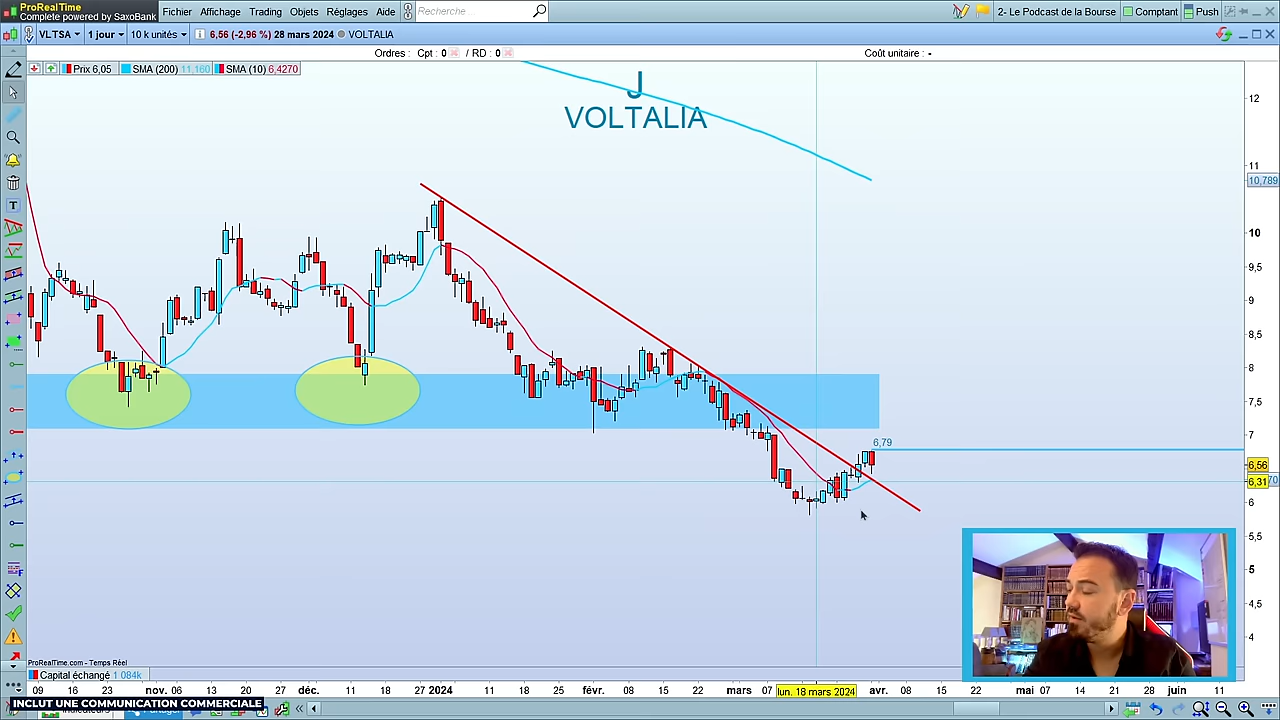 ProRealTime
Complete powered by SaxoBank
Fichier Affichage Trading Objets Réglages Aide Recherche 2- Le Podcast de la Bourse Comptant Push
VLTSA 1 jour 10 k unités 6,56 (-2,96 %) 28 mars 2024 VOLTALIA
Ordres : Cpt : 0 / RD : 0 Coût unitaire : -
Prix 6,05 SMA (200) 11,160 SMA (10) 6,4270
J
VOLTALIA
12
11
10,789
10
9,5
9
8,5
8
7,5
7
6,79
6,56
6,31
6
5,5
5
4,5
4
ProRealTime.com - Temps Réel
Capital échangé 1 084k
09 16 23 nov. 06 13 20 27 déc. 11 18 27 2024 11 18 févr. 08 15 22 mars 07 lun. 18 mars 2024 avr. 08 15 22 mai 07 14 21 28 juin 11
INCLUT UNE COMMUNICATION COMMERCIALE